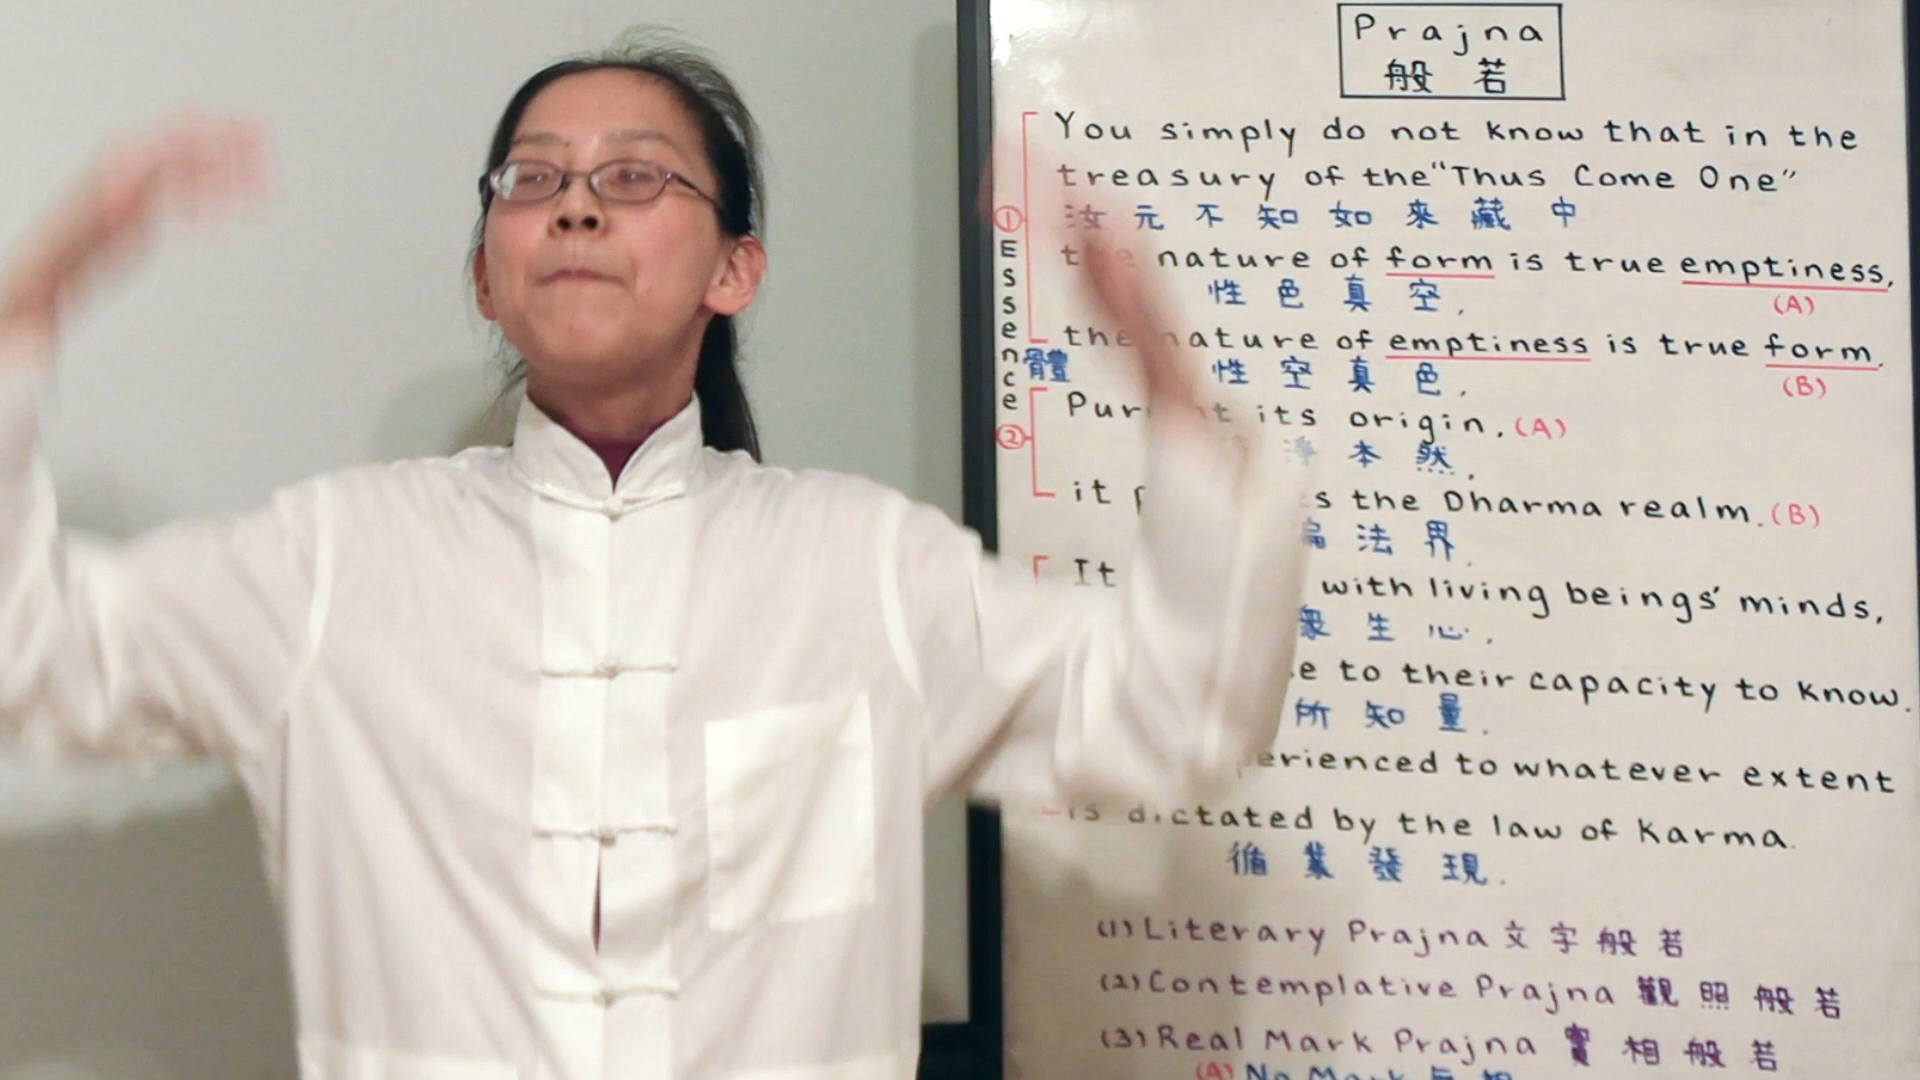 Prajna
般若
You simply do not know that in the
treasury of the "Thus Come One"
① 汝元不知如來藏中
Essence
nature of form is true emptiness,
(A)
性色真空,
the nature of emptiness is true form.
(B)
體 性空真色,
② its origin. (A)
淨本然,
it the Dharma realm. (B)
法界
It with living beings' minds,
眾生心,
to their capacity to know.
所知量.
to whatever extent
is dictated by the law of Karma.
循業發現.
(1) Literary Prajna 文字般若
(2) Contemplative Prajna 觀照般若
(3) Real Mark Prajna 實相般若
(A) No Mark